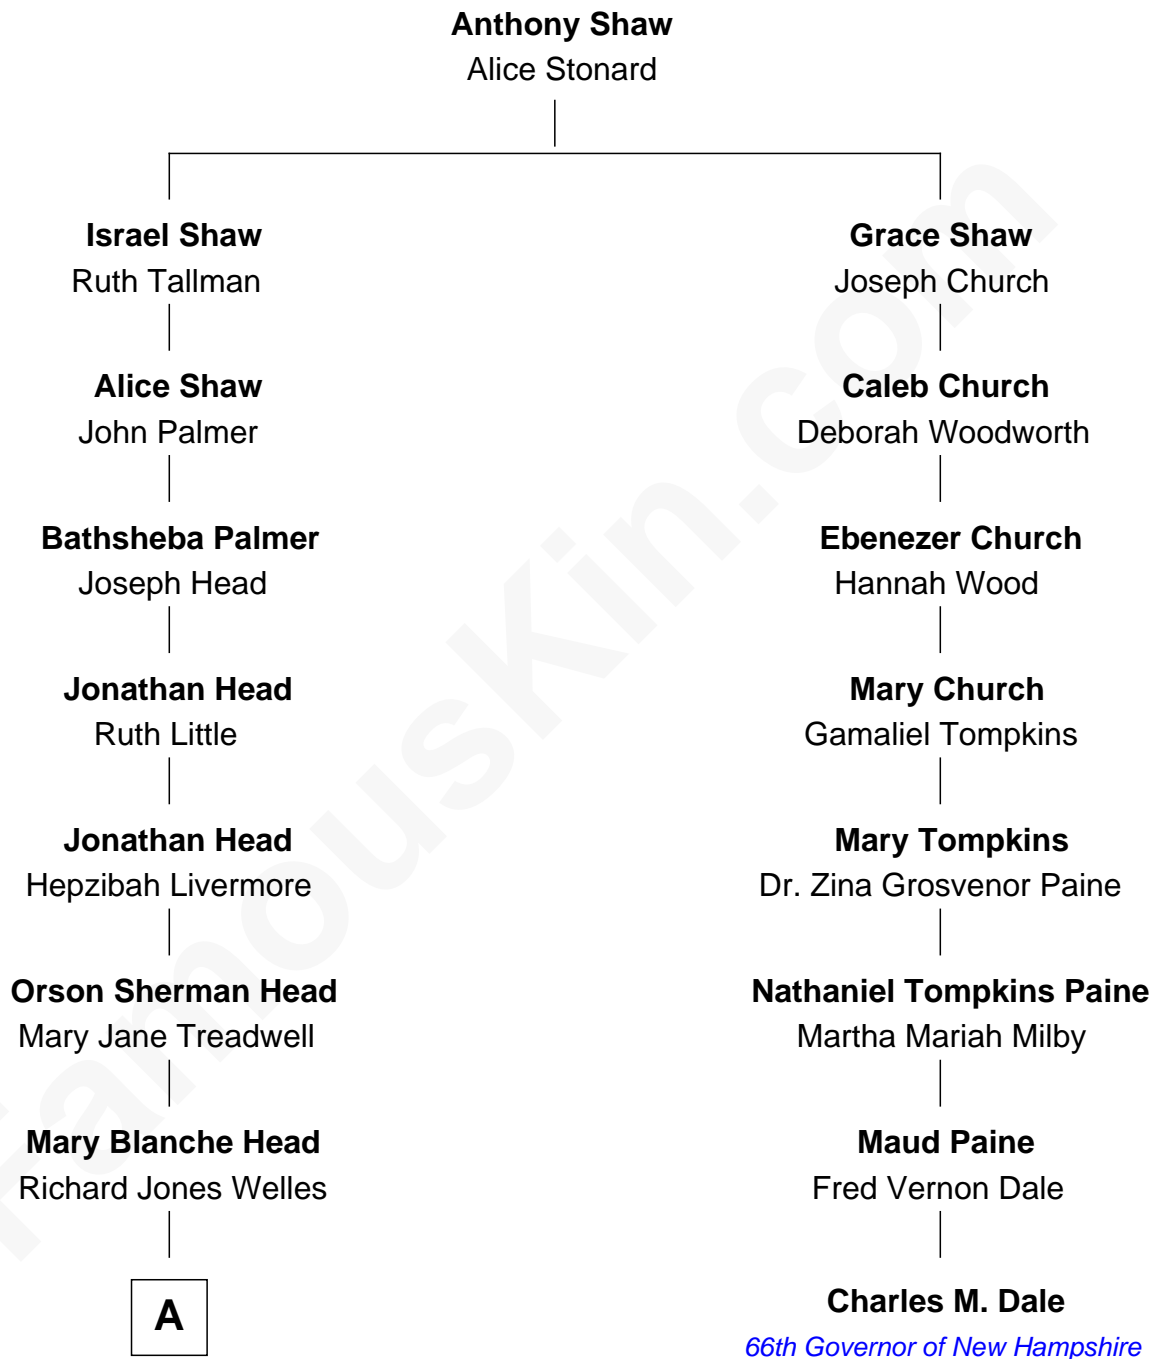 Anthony Shaw
Alice Stonard
Israel Shaw
Ruth Tallman
Grace Shaw
Joseph Church
Alice Shaw
John Palmer
Caleb Church
Deborah Woodworth
Bathsheba Palmer
Joseph Head
Ebenezer Church
Hannah Wood
Jonathan Head
Ruth Little
Mary Church
Gamaliel Tompkins
Jonathan Head
Hepzibah Livermore
Mary Tompkins
Dr. Zina Grosvenor Paine
Orson Sherman Head
Mary Jane Treadwell
Nathaniel Tompkins Paine
Martha Mariah Milby
Mary Blanche Head
Richard Jones Welles
Maud Paine
Fred Vernon Dale
A
Charles M. Dale
66th Governor of New Hampshire
FamousKin.com